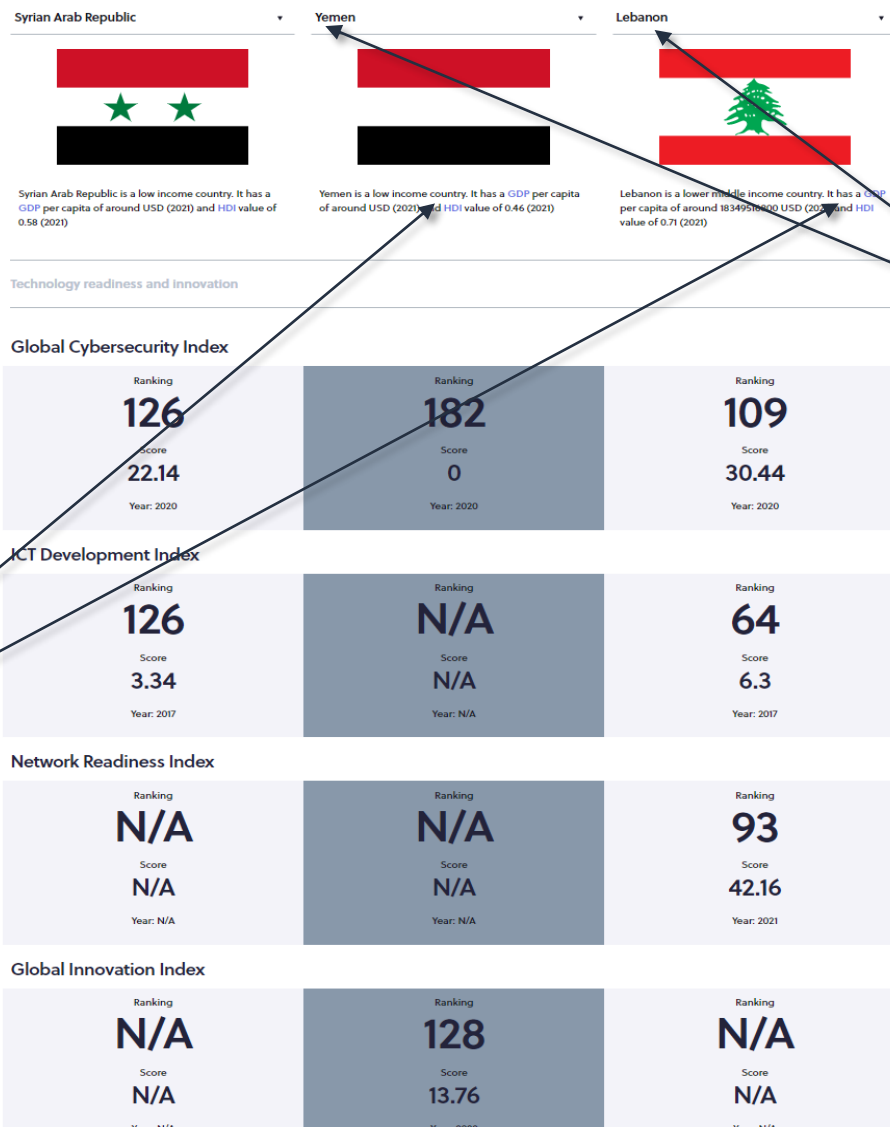 Syrian Arab Republic
Yemen
Lebanon
Syrian Arab Republic is a low income country. It has a
GDP per capita of around USD (2021) and HDI value of
0.58 (2021)
Yemen is a low income country. It has a GDP per capita
of around USD (2021) and HDI value of 0.46 (2021)
Lebanon is a lower middle income country. It has a GDP
per capita of around 18349516800 USD (2021) and HDI
value of 0.71 (2021)
Technology readiness and innovation
Global Cybersecurity Index
Ranking
126
Score
22.14
Year: 2020
Ranking
182
Score
0
Year: 2020
Ranking
109
Score
30.44
Year: 2020
ICT Development Index
Ranking
126
Score
3.34
Year: 2017
Ranking
N/A
Score
N/A
Year: N/A
Ranking
64
Score
6.3
Year: 2017
Network Readiness Index
Ranking
N/A
Score
N/A
Year: N/A
Ranking
N/A
Score
N/A
Year: N/A
Ranking
93
Score
42.16
Year: 2021
Global Innovation Index
Ranking
N/A
Score
N/A
Ranking
128
Score
13.76
Ranking
N/A
Score
N/A